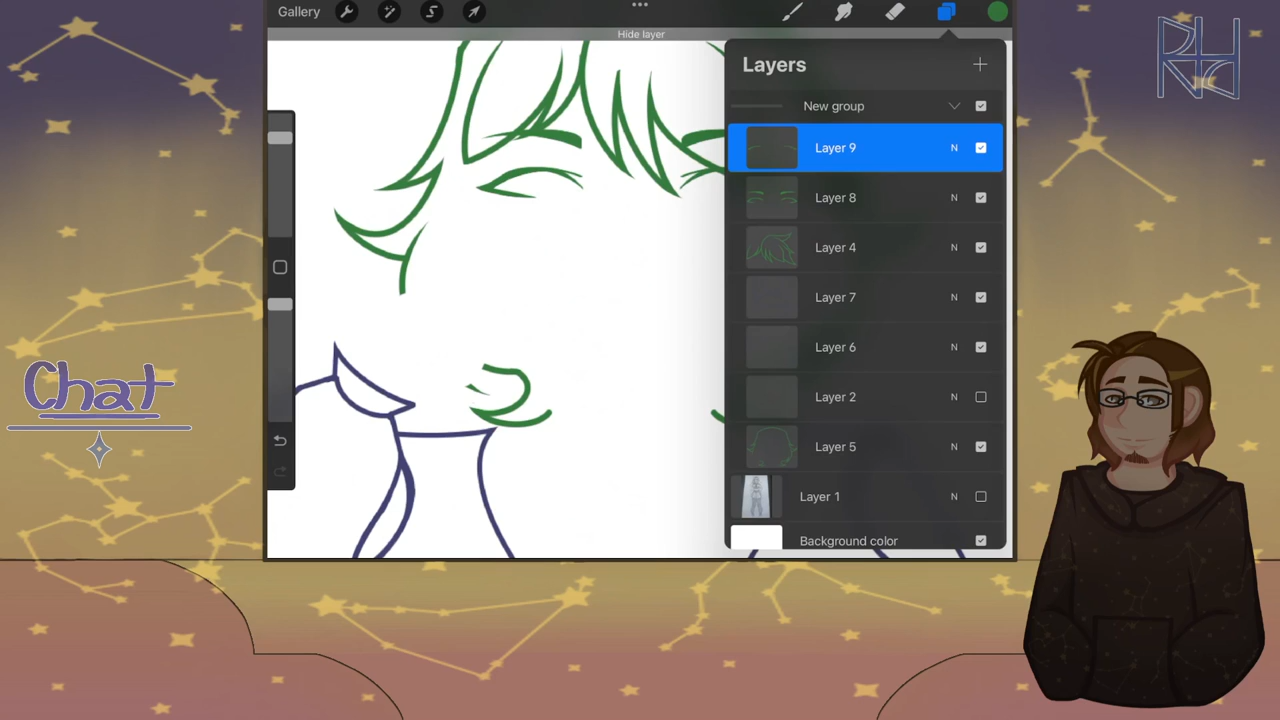 Gallery
Hide layer
Layers
New group
Layer 9 N
Layer 8 N
Layer 4 N
Layer 7 N
Layer 6 N
Layer 2 N
Layer 5 N
Layer 1 N
Background color
Chat